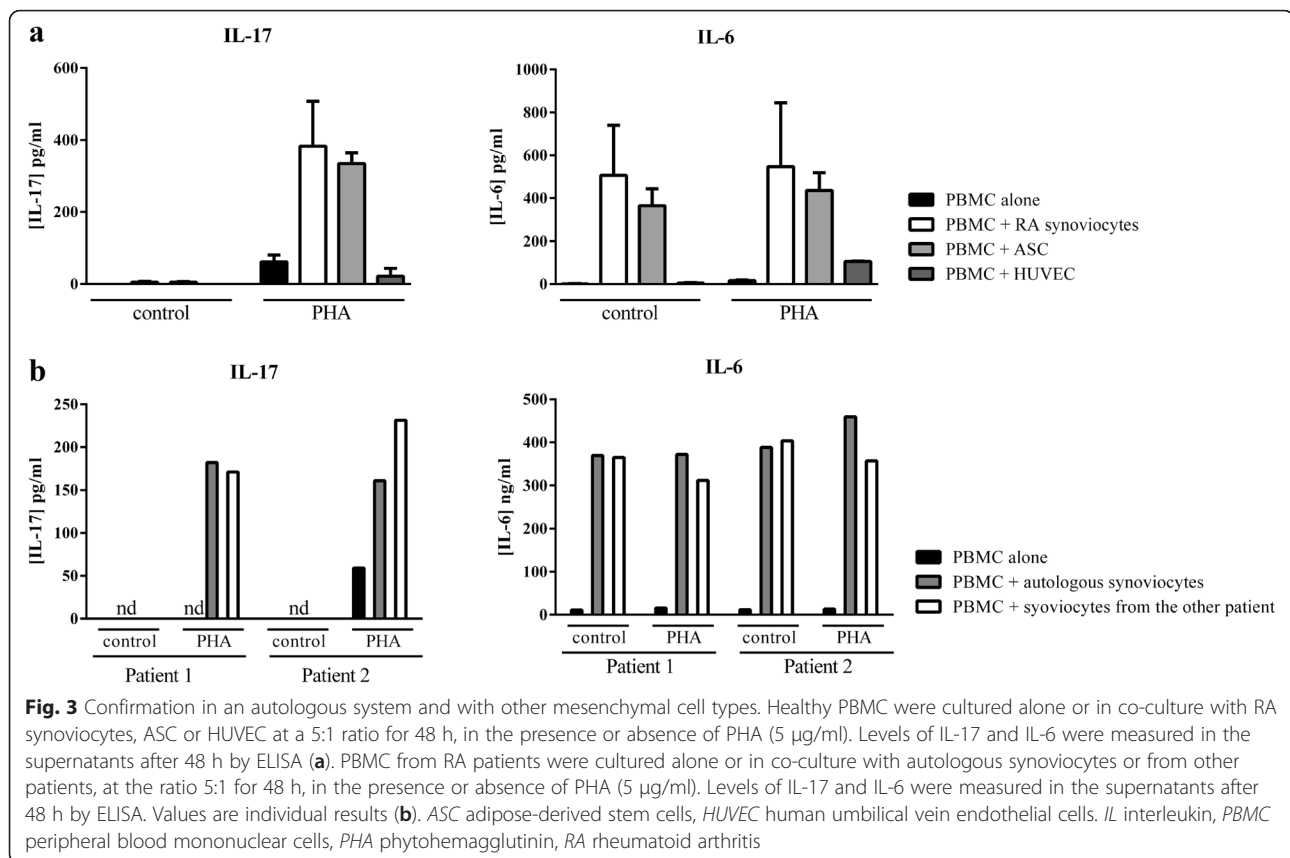 a
IL-17
IL-6
[IL-17] pg/ml
600
400
200
0
control
PHA
[IL-6] pg/ml
1000
800
600
400
200
0
control
PHA
PBMC alone
PBMC + RA synoviocytes
PBMC + ASC
PBMC + HUVEC
b
IL-17
IL-6
[IL-17] pg/ml
250
200
150
100
50
0
nd
nd
nd
control
PHA
control
PHA
Patient 1
Patient 2
[IL-6] ng/ml
500
400
300
200
100
0
control
PHA
control
PHA
Patient 1
Patient 2
PBMC alone
PBMC + autologous synoviocytes
PBMC + syoviocytes from the other patient
Fig. 3 Confirmation in an autologous system and with other mesenchymal cell types. Healthy PBMC were cultured alone or in co-culture with RA
synoviocytes, ASC or HUVEC at a 5:1 ratio for 48 h, in the presence or absence of PHA (5 μg/ml). Levels of IL-17 and IL-6 were measured in the
supernatants after 48 h by ELISA (a). PBMC from RA patients were cultured alone or in co-culture with autologous synoviocytes or from other
patients, at the ratio 5:1 for 48 h, in the presence or absence of PHA (5 μg/ml). Levels of IL-17 and IL-6 were measured in the supernatants after
48 h by ELISA. Values are individual results (b). ASC adipose-derived stem cells, HUVEC human umbilical vein endothelial cells. IL interleukin, PBMC
peripheral blood mononuclear cells, PHA phytohemagglutinin, RA rheumatoid arthritis